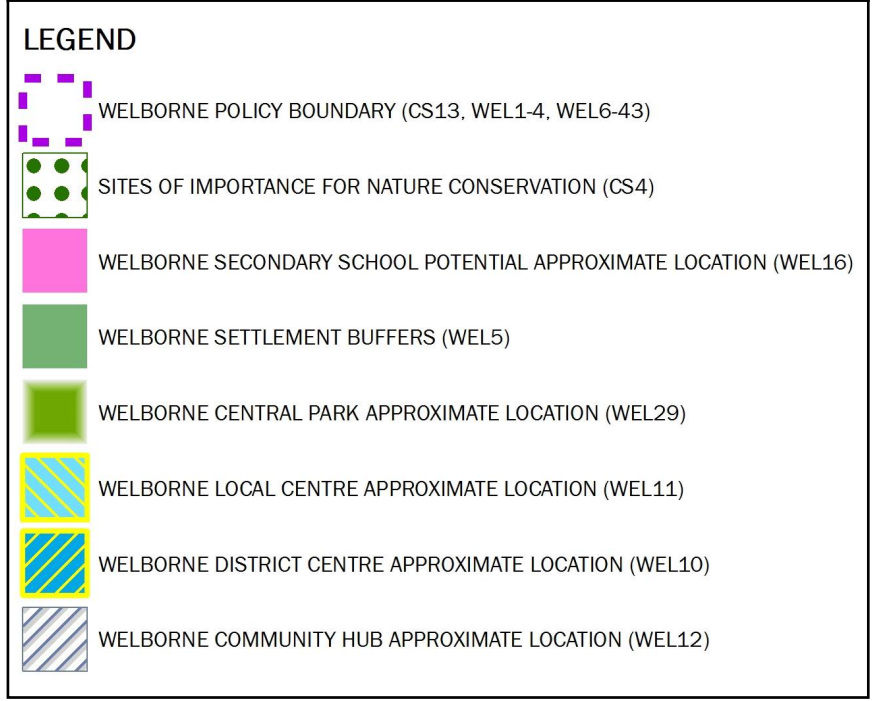 LEGEND
WELBORNE POLICY BOUNDARY (CS13, WEL1-4, WEL6-43)
SITES OF IMPORTANCE FOR NATURE CONSERVATION (CS4)
WELBORNE SECONDARY SCHOOL POTENTIAL APPROXIMATE LOCATION (WEL16)
WELBORNE SETTLEMENT BUFFERS (WEL5)
WELBORNE CENTRAL PARK APPROXIMATE LOCATION (WEL29)
WELBORNE LOCAL CENTRE APPROXIMATE LOCATION (WEL11)
WELBORNE DISTRICT CENTRE APPROXIMATE LOCATION (WEL10)
WELBORNE COMMUNITY HUB APPROXIMATE LOCATION (WEL12)